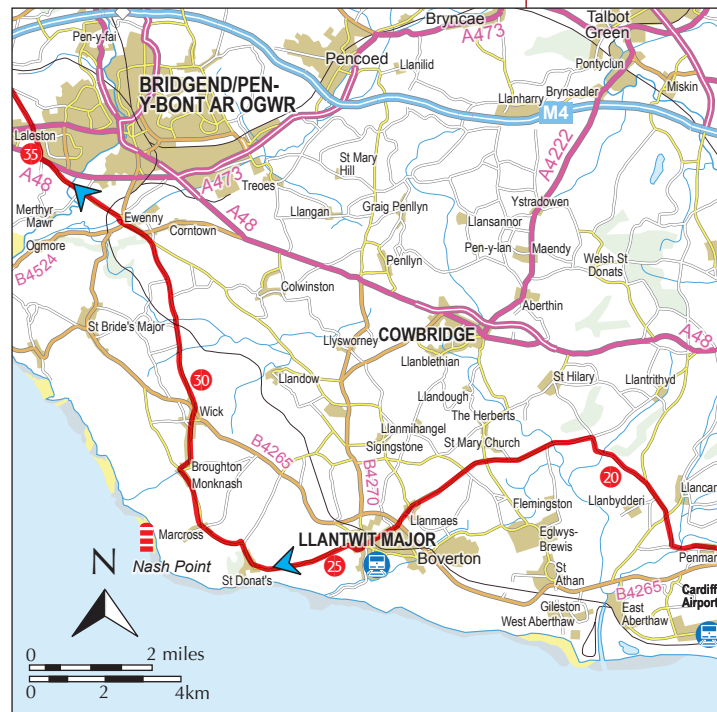 Bryncae
Talbot
Green
Pen-y-fai
A473
Pencoed
Llanilid
Pontyclun
BRIDGEND/PEN-
Y-BONT AR OGWR
Brynsadler
Miskin
Llanharry
M4
Laleston
35
A48
A473
St Mary
Hill
A4222
Treoes
Merthyr
Mawr
Ewenny
A48
Llangan
Graig Penllyn
Ystradowen
Llansannor
Ogmore
Corntown
Pen-y-lan
Maendy
B4524
Penllyn
Welsh St
Donats
Colwinston
Aberthin
St Bride's Major
Llysworney
COWBRIDGE
A48
Llanblethian
30
Llandow
St Hilary
Llantrithyd
Wick
Llandough
The Herberts
Llanmihangel
B4265
Sigingstone
St Mary Church
Broughton
B4270
20
Monknash
Llancar
Flemingston
Llanbydderi
Llanmaes
Marcross
LLANTWIT MAJOR
Eglwys-
Brewis
Boverton
Penmar
N
Nash Point
St Donat's
25
St
Athan
B4265
Cardiff
Airport
Gileston
East
Aberthaw
West Aberthaw
0 2 miles
0 2 4km